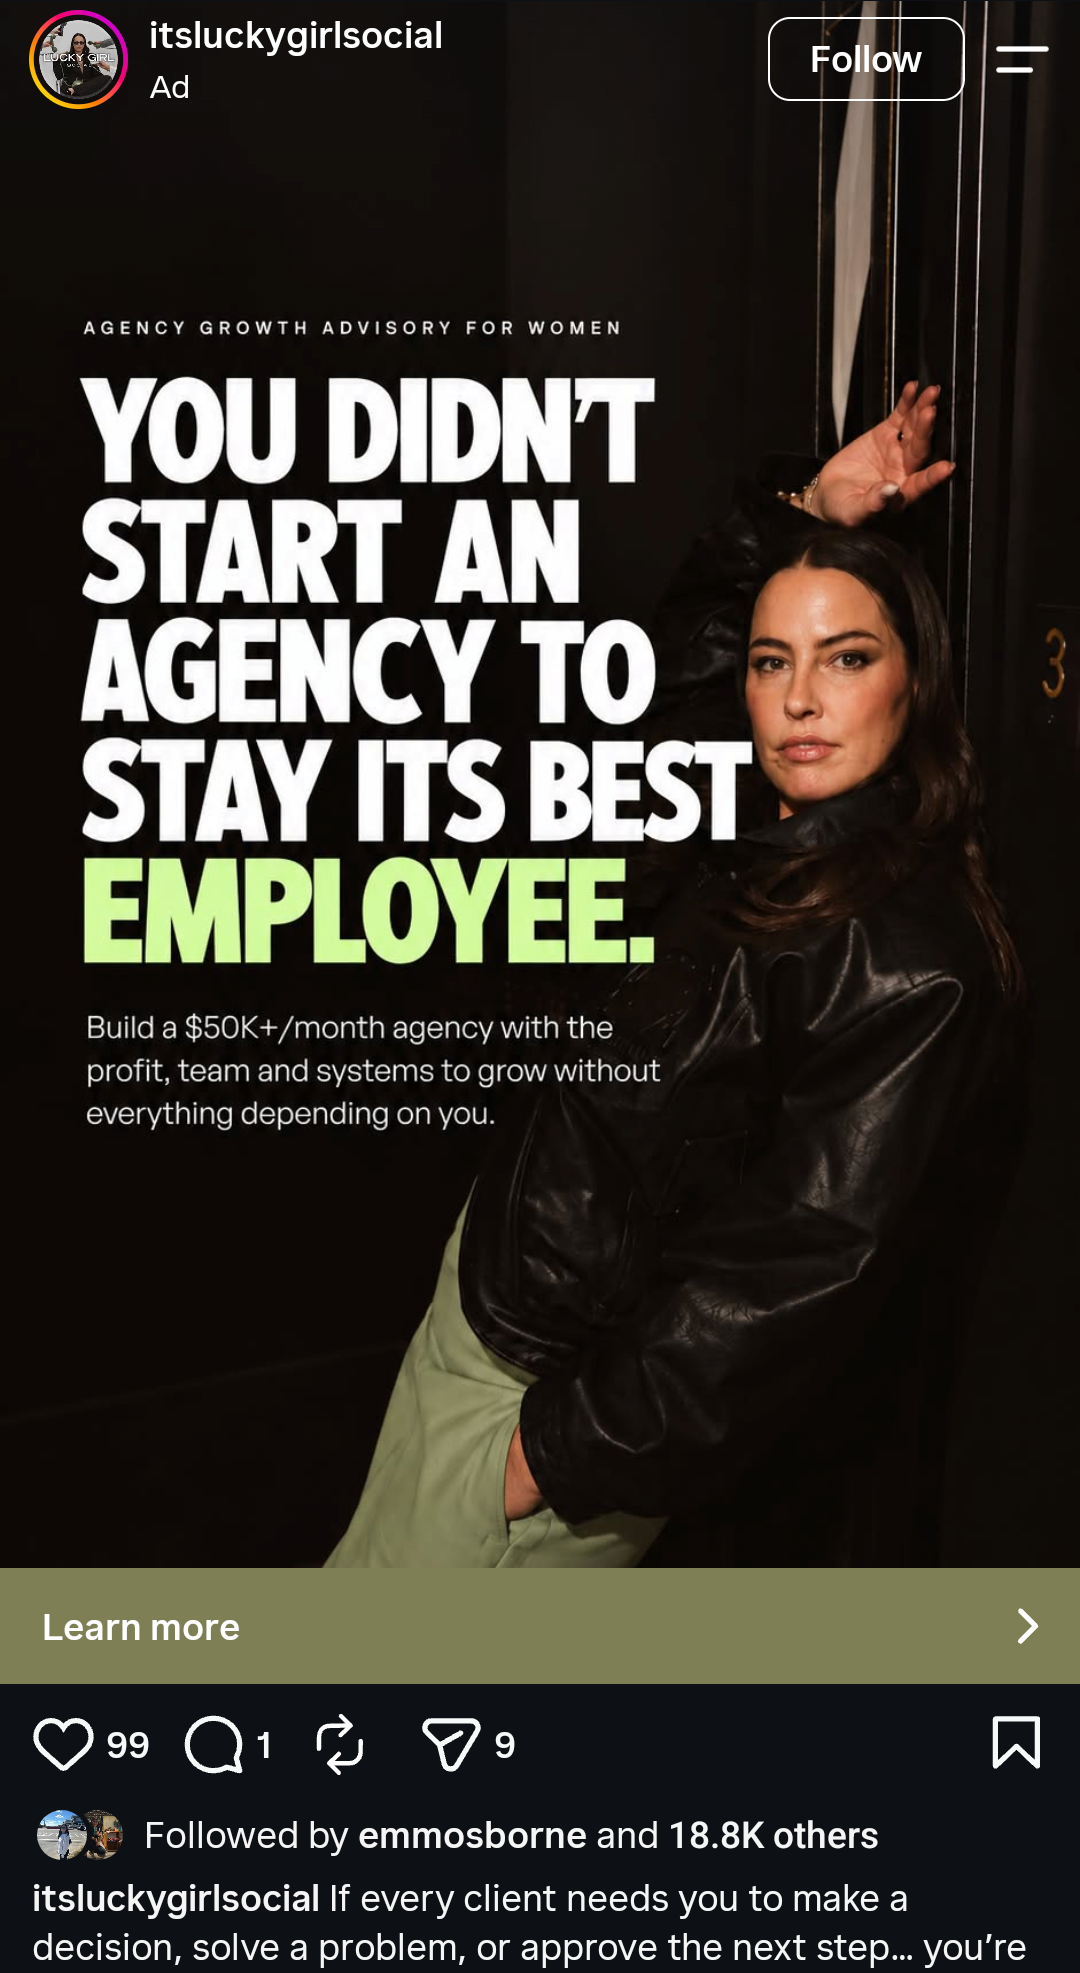 itsluckygirlsocial
Ad
Follow
LUCKY GIRL
AGENCY GROWTH ADVISORY FOR WOMEN
YOU DIDN'T
START AN
AGENCY TO
STAY ITS BEST
EMPLOYEE.
3
Build a $50K+/month agency with the
profit, team and systems to grow without
everything depending on you.
Learn more
99 1 9
Followed by emmosborne and 18.8K others
itsluckygirlsocial If every client needs you to make a
decision, solve a problem, or approve the next step... you’re